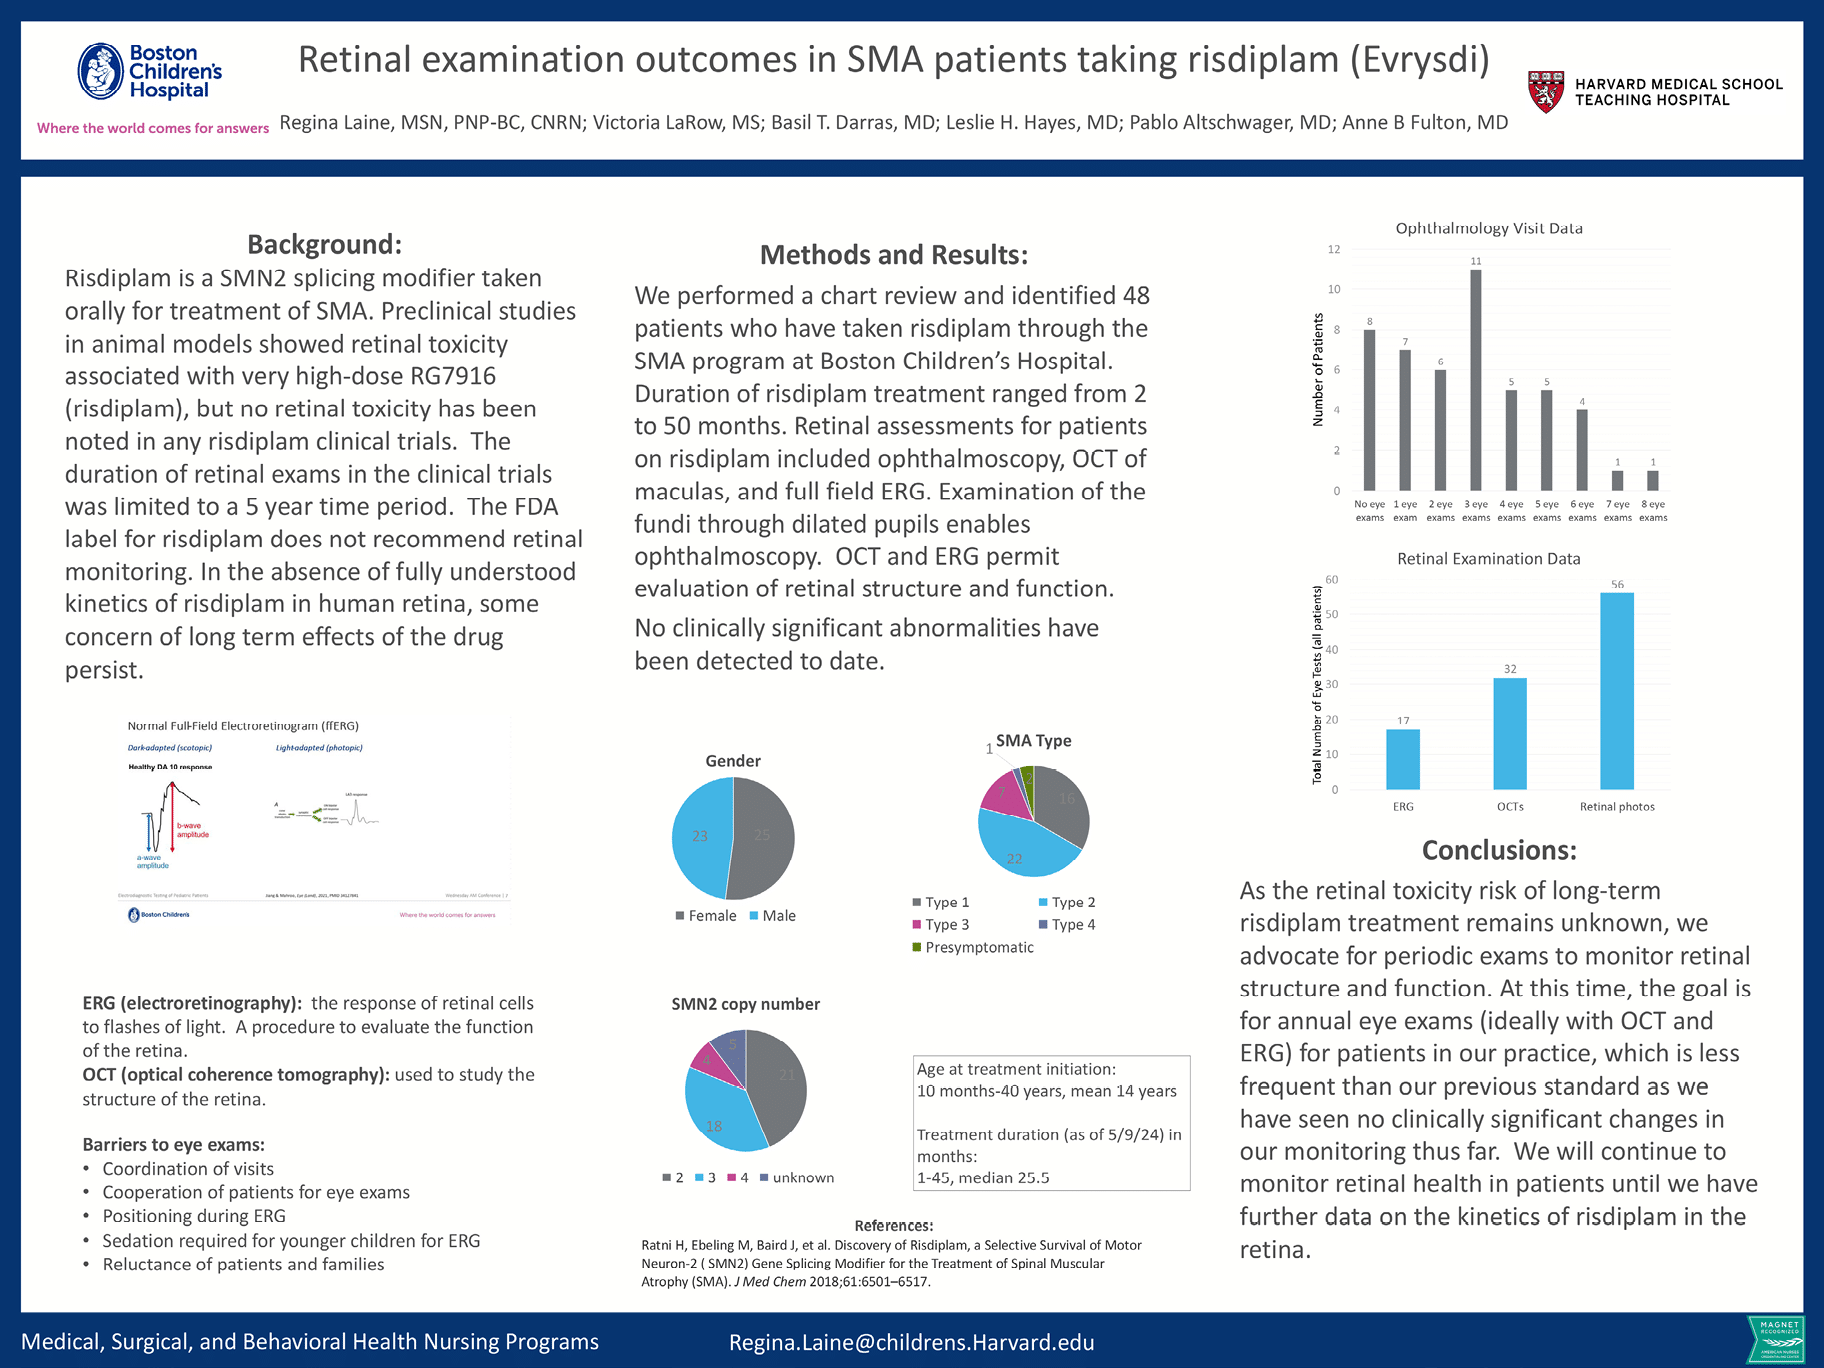 Boston
Children's
Hospital
Where the world comes for answers
Retinal examination outcomes in SMA patients taking risdiplam (Evrysdi)
Regina Laine, MSN, PNP-BC, CNRN; Victoria LaRow, MS; Basil T. Darras, MD; Leslie H. Hayes, MD; Pablo Altschwager, MD; Anne B Fulton, MD
HARVARD MEDICAL SCHOOL
TEACHING HOSPITAL
Background:
Risdiplam is a SMN2 splicing modifier taken
orally for treatment of SMA. Preclinical studies
in animal models showed retinal toxicity
associated with very high-dose RG7916
(risdiplam), but no retinal toxicity has been
noted in any risdiplam clinical trials.  The
duration of retinal exams in the clinical trials
was limited to a 5 year time period.  The FDA
label for risdiplam does not recommend retinal
monitoring. In the absence of fully understood
kinetics of risdiplam in human retina, some
concern of long term effects of the drug
persist.
Normal Full-Field Electroretinogram (ffERG)
Dark-adapted (scotopic)
Light-adapted (photopic)
Healthy DA 10 response
b-wave
amplitude
a-wave
amplitude
A
Electrodiagnostic Testing of Pediatric Patients
Wednesday AM Conference | 7
Boston Children's
Where the world comes for answers
ERG (electroretinography):  the response of retinal cells
to flashes of light.  A procedure to evaluate the function
of the retina.
OCT (optical coherence tomography): used to study the
structure of the retina.
Barriers to eye exams:
• Coordination of visits
• Cooperation of patients for eye exams
• Positioning during ERG
• Sedation required for younger children for ERG
• Reluctance of patients and families
Methods and Results:
We performed a chart review and identified 48
patients who have taken risdiplam through the
SMA program at Boston Children's Hospital.
Duration of risdiplam treatment ranged from 2
to 50 months. Retinal assessments for patients
on risdiplam included ophthalmoscopy, OCT of
maculas, and full field ERG. Examination of the
fundi through dilated pupils enables
ophthalmoscopy.  OCT and ERG permit
evaluation of retinal structure and function.
No clinically significant abnormalities have
been detected to date.
Gender
23
25
Female Male
SMA Type
1
2
7
16
22
Type 1 Type 2
Type 3 Type 4
Presymptomatic
SMN2 copy number
5
4
21
18
2 3 4 unknown
Age at treatment initiation:
10 months-40 years, mean 14 years
Treatment duration (as of 5/9/24) in
months:
1-45, median 25.5
References:
Ratni H, Ebeling M, Baird J, et al. Discovery of Risdiplam, a Selective Survival of Motor
Neuron-2 ( SMN2) Gene Splicing Modifier for the Treatment of Spinal Muscular
Atrophy (SMA). J Med Chem 2018;61:6501–6517.
Ophthalmology Visit Data
Number of Patients
12
10
8
6
4
2
0
8
7
6
11
5
5
4
1
1
No eye exams
1 eye exam
2 eye exams
3 eye exams
4 eye exams
5 eye exams
6 eye exams
7 eye exams
8 eye exams
Retinal Examination Data
Total Number of Eye Tests (all patients)
60
50
40
30
20
10
0
17
32
56
ERG
OCTs
Retinal photos
Conclusions:
As the retinal toxicity risk of long-term
risdiplam treatment remains unknown, we
advocate for periodic exams to monitor retinal
structure and function. At this time, the goal is
for annual eye exams (ideally with OCT and
ERG) for patients in our practice, which is less
frequent than our previous standard as we
have seen no clinically significant changes in
our monitoring thus far.  We will continue to
monitor retinal health in patients until we have
further data on the kinetics of risdiplam in the
retina.
Medical, Surgical, and Behavioral Health Nursing Programs
Regina.Laine@childrens.Harvard.edu
MAGNET
RECOGNIZED
AMERICAN NURSES
CREDENTIALING CENTER